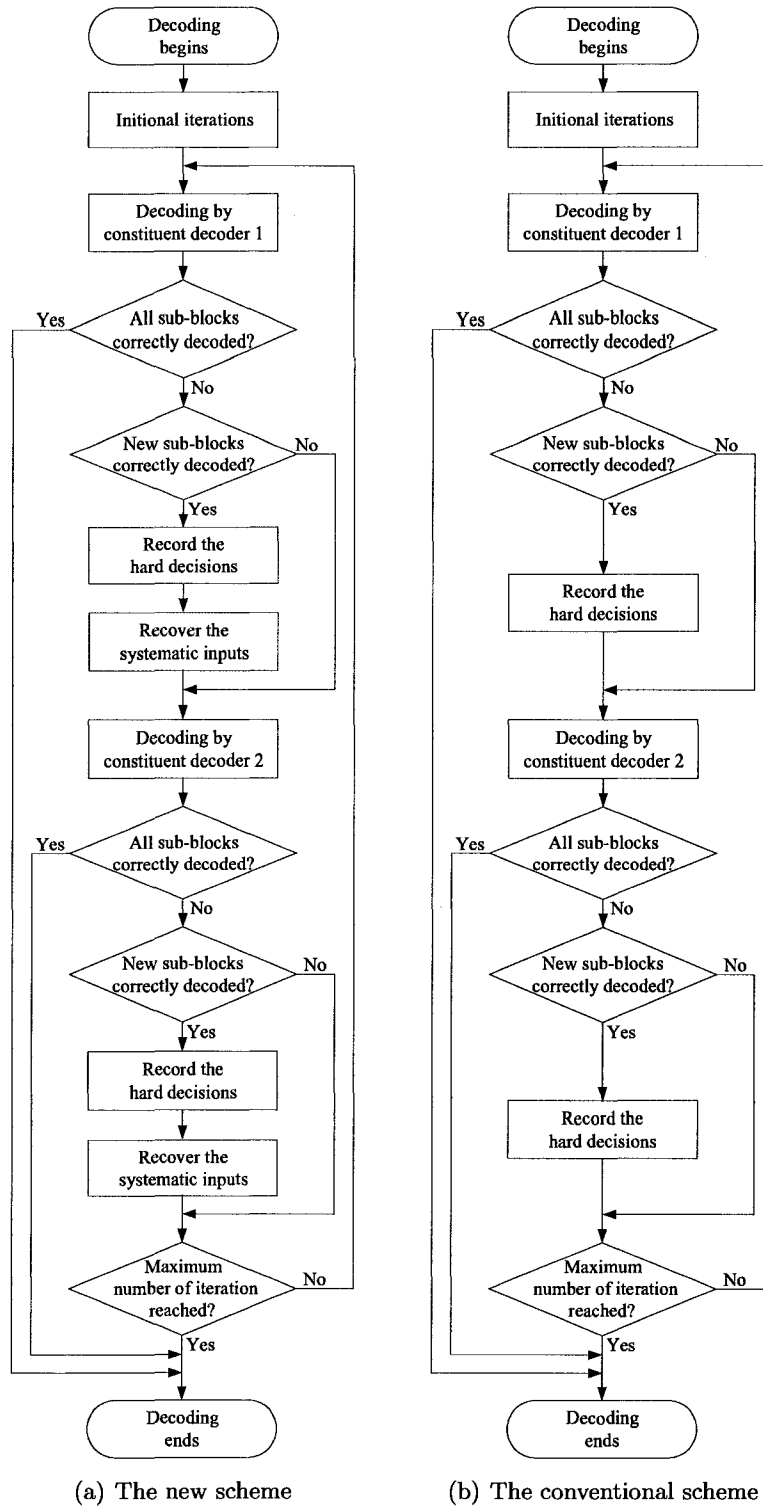 Decoding
begins
Initional iterations
Decoding by
constituent decoder 1
Yes
All sub-blocks
correctly decoded?
No
New sub-blocks
correctly decoded?
No
Yes
Record the
hard decisions
Recover the
systematic inputs
Decoding by
constituent decoder 2
Yes
All sub-blocks
correctly decoded?
No
New sub-blocks
correctly decoded?
No
Yes
Record the
hard decisions
Recover the
systematic inputs
Maximum
number of iteration
reached?
No
Yes
Decoding
ends
(a) The new scheme
Decoding
begins
Initional iterations
Decoding by
constituent decoder 1
Yes
All sub-blocks
correctly decoded?
No
New sub-blocks
correctly decoded?
No
Yes
Record the
hard decisions
Decoding by
constituent decoder 2
Yes
All sub-blocks
correctly decoded?
No
New sub-blocks
correctly decoded?
No
Yes
Record the
hard decisions
Maximum
number of iteration
reached?
No
Yes
Decoding
ends
(b) The conventional scheme